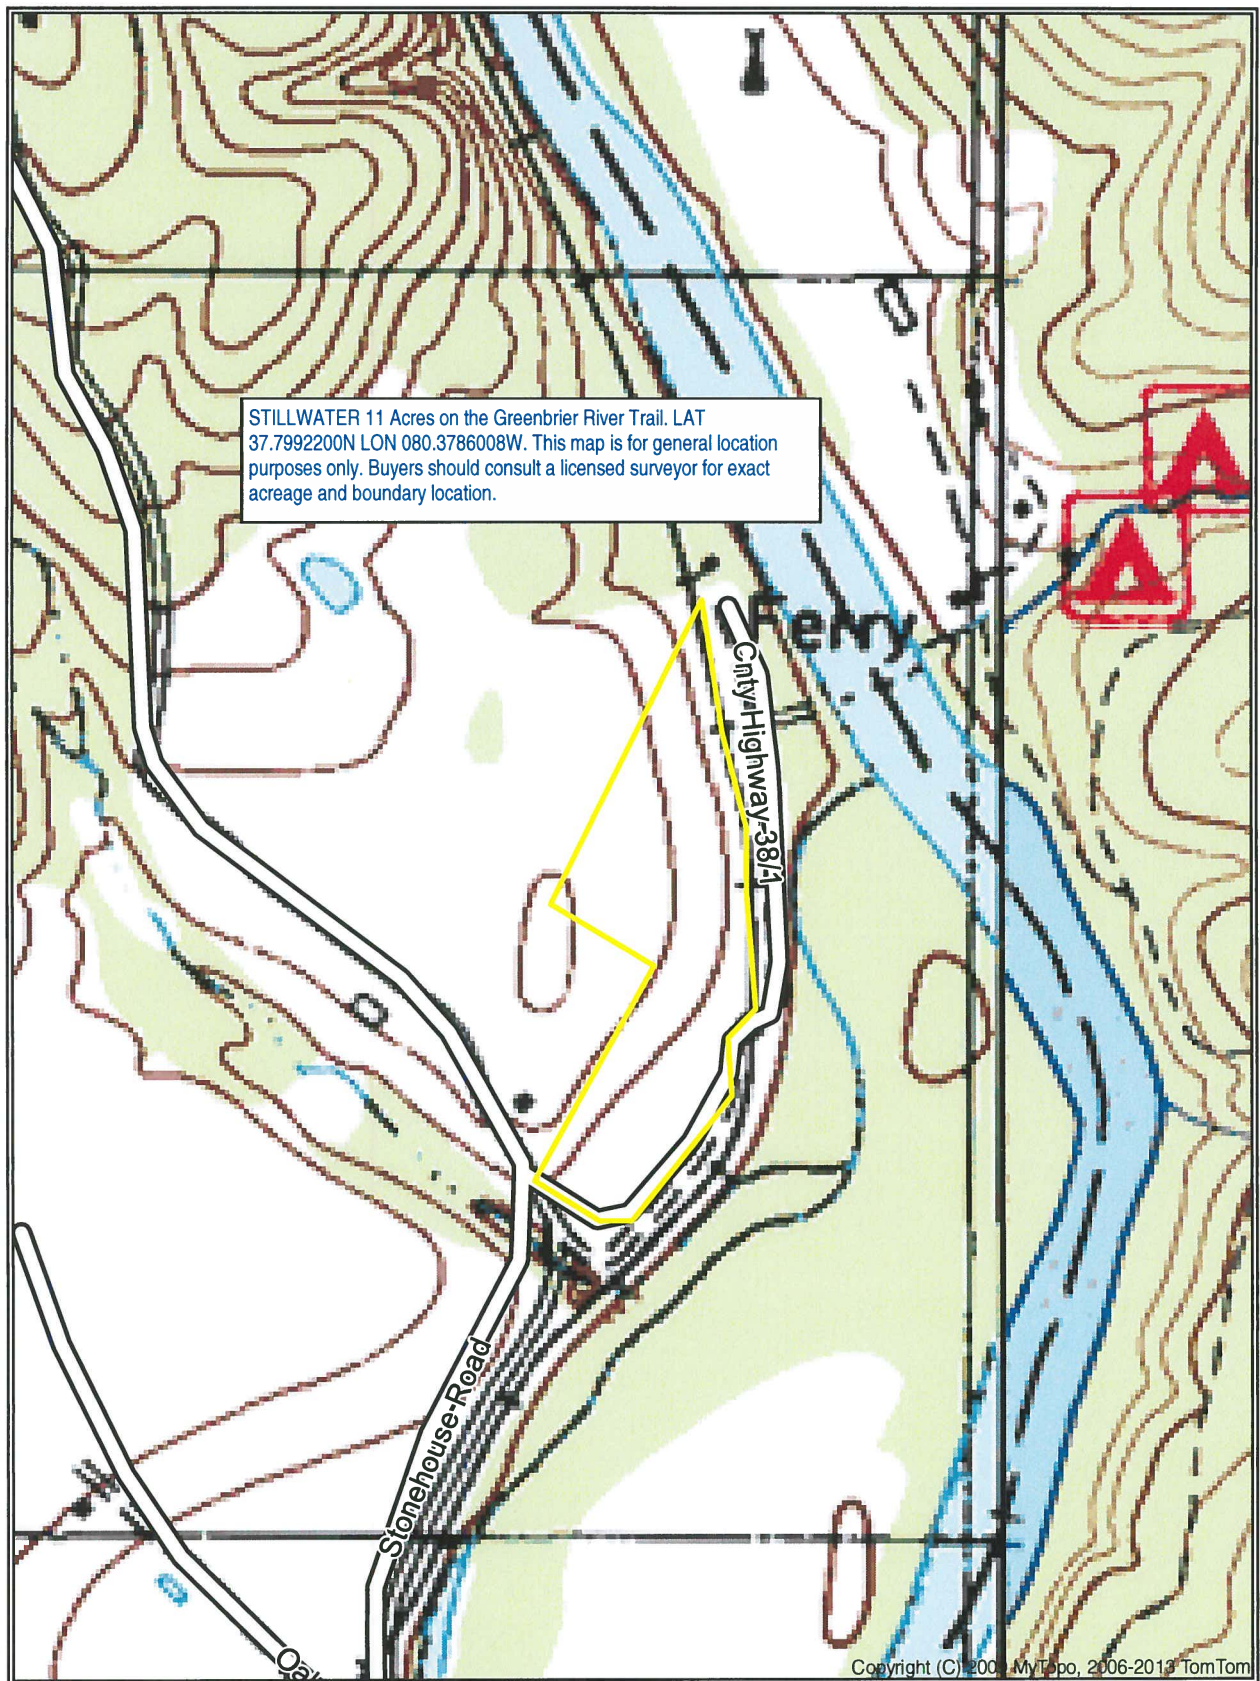 STILLWATER 11 Acres on the Greenbrier River Trail. LAT
37.7992200N LON 080.3786008W. This map is for general location
purposes only. Buyers should consult a licensed surveyor for exact
acreage and boundary location.
Ferry
Cnty-Highway-38/1
Stonehouse-Road
Copyright (C) MyTopo, 2006-2013 TomTom